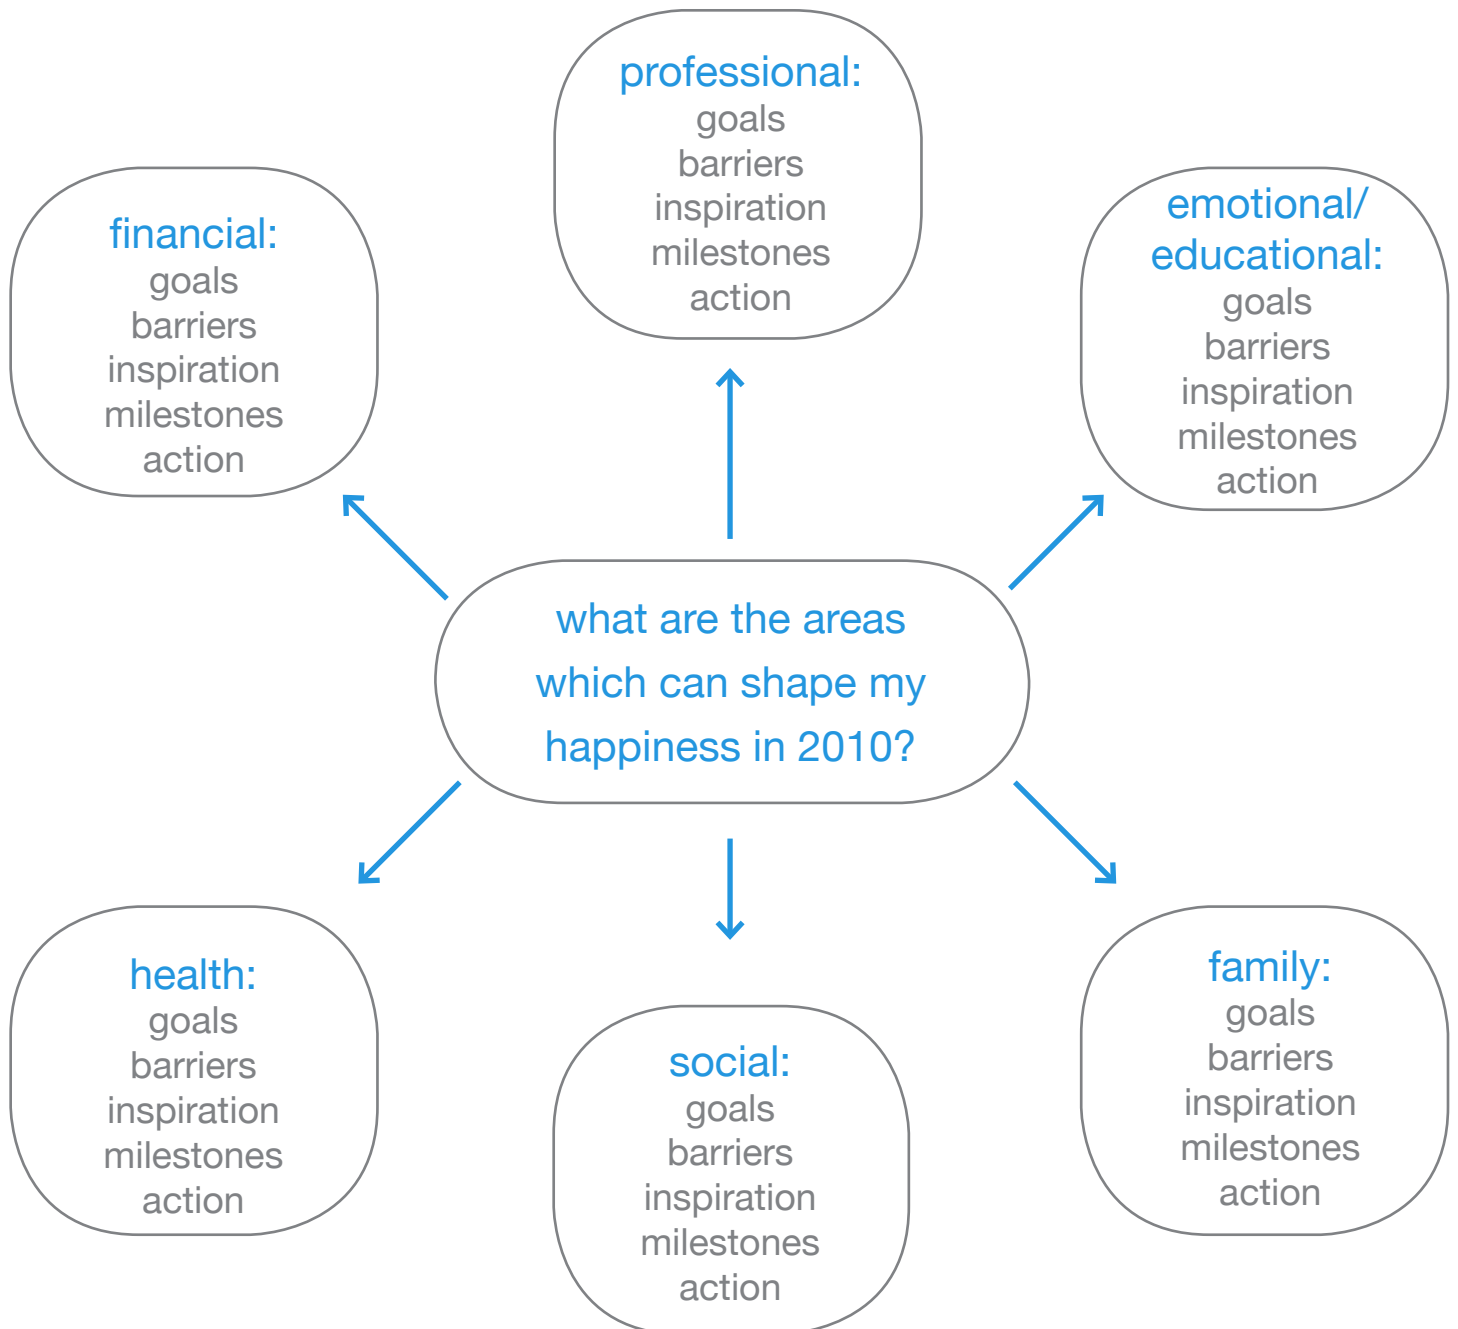 professional:
goals
barriers
inspiration
milestones
action
financial:
goals
barriers
inspiration
milestones
action
emotional/
educational:
goals
barriers
inspiration
milestones
action
what are the areas
which can shape my
happiness in 2010?
health:
goals
barriers
inspiration
milestones
action
social:
goals
barriers
inspiration
milestones
action
family:
goals
barriers
inspiration
milestones
action